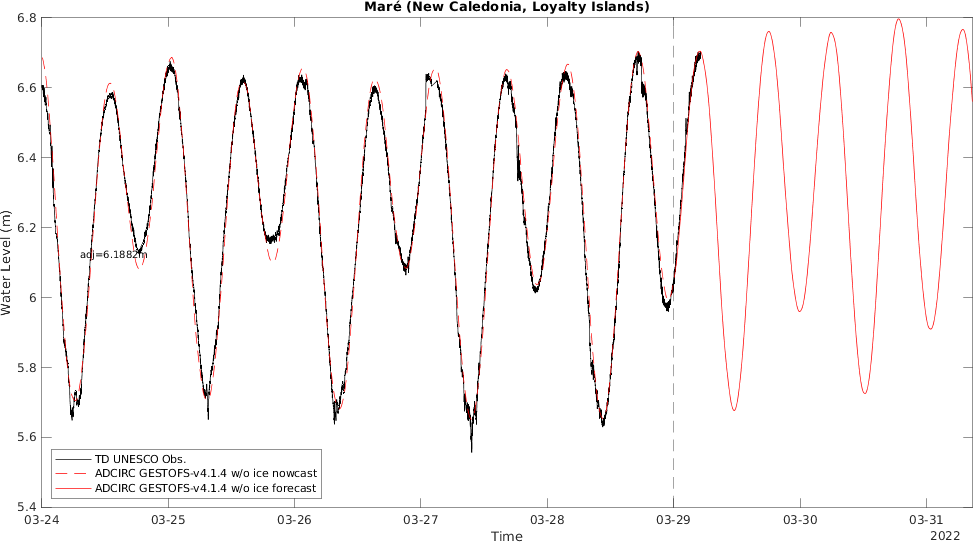 Maré (New Caledonia, Loyalty Islands)
6.8
6.6
6.4
6.2
6
5.8
5.6
5.4
Water Level (m)
adj=6.1882m
TD UNESCO Obs.
ADCIRC GESTOFS-v4.1.4 w/o ice nowcast
ADCIRC GESTOFS-v4.1.4 w/o ice forecast
03-24 03-25 03-26 03-27 03-28 03-29 03-30 03-31
Time
2022